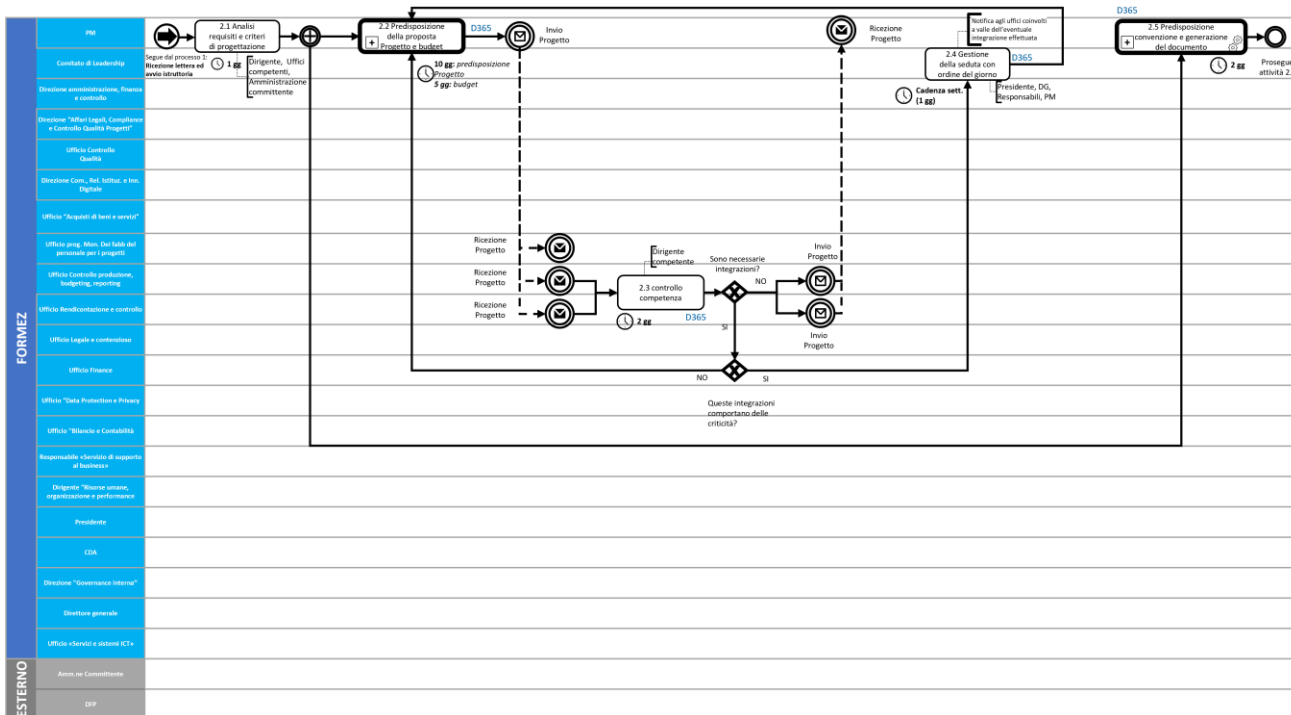 FORMEZ
ESTERNO
PM
Comitato di Leadership
Direzione amministrazione, finanza
e controllo
Direzione "Affari Legali, Compliance
e Controllo Qualità Progetti"
Ufficio Controllo
Qualità
Direzione Com., Rel. Istituz. e Inn.
Digitale
Ufficio "Acquisti di beni e servizi"
Ufficio prog. Mon. Dei fabb del
personale per i progetti
Ufficio Controllo produzione,
budgeting, reporting
Ufficio Rendicontazione e controllo
Ufficio Legale e contenzioso
Ufficio Finance
Ufficio "Data Protection e Privacy
Ufficio "Bilancio e Contabilità
Responsabile «Servizio di supporto
al business»
Dirigente "Risorse umane,
organizzazione e performance
Presidente
CDA
Direzione "Governance interna"
Direttore generale
Ufficio «Servizi e sistemi ICT»
Amm.ne Committente
DFP
Segue dal processo 1:
Ricezione lettera ed
avvio istruttoria
2.1 Analisi
requisiti e criteri
di progettazione
1 gg
Dirigente, Uffici
competenti,
Amministrazione
committente
2.2 Predisposizione
della proposta
Progetto e budget
D365
10 gg: predisposizione
Progetto
5 gg: budget
Invio
Progetto
Ricezione
Progetto
Ricezione
Progetto
Ricezione
Progetto
Dirigente
competente
2.3 controllo
competenza
2 gg
D365
Sono necessarie
integrazioni?
NO
SI
Invio
Progetto
Invio
Progetto
NO
SI
Queste integrazioni
comportano delle
criticità?
Ricezione
Progetto
Notifica agli uffici coinvolti
a valle dell'eventuale
integrazione effettuata
2.4 Gestione
della seduta con
ordine del giorno
D365
Cadenza sett.
(1 gg)
Presidente, DG,
Responsabili, PM
D365
2.5 Predisposizione
convenzione e generazione
del documento
2 gg
Prosegue
attività 2.